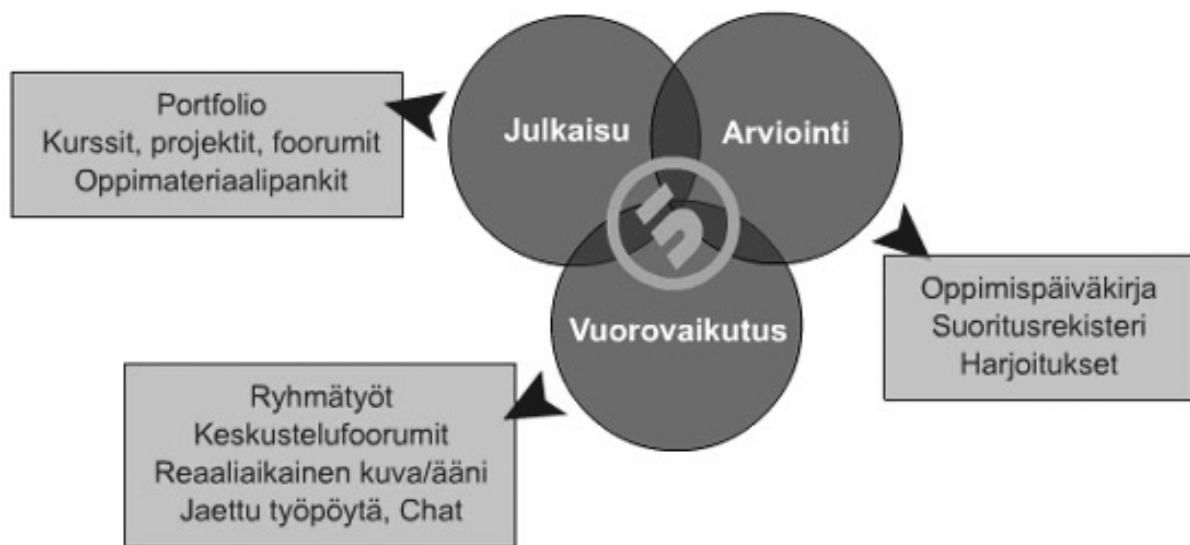 Julkaisu
Arviointi
Portfolio
Kurssit, projektit, foorumit
Oppimateriaalipankit
Vuorovaikutus
Oppimispäiväkirja
Suoritusrekisteri
Harjoitukset
Ryhmätyöt
Keskustelufoorumit
Reaaliaikainen kuva/ääni
Jaettu työpöytä, Chat